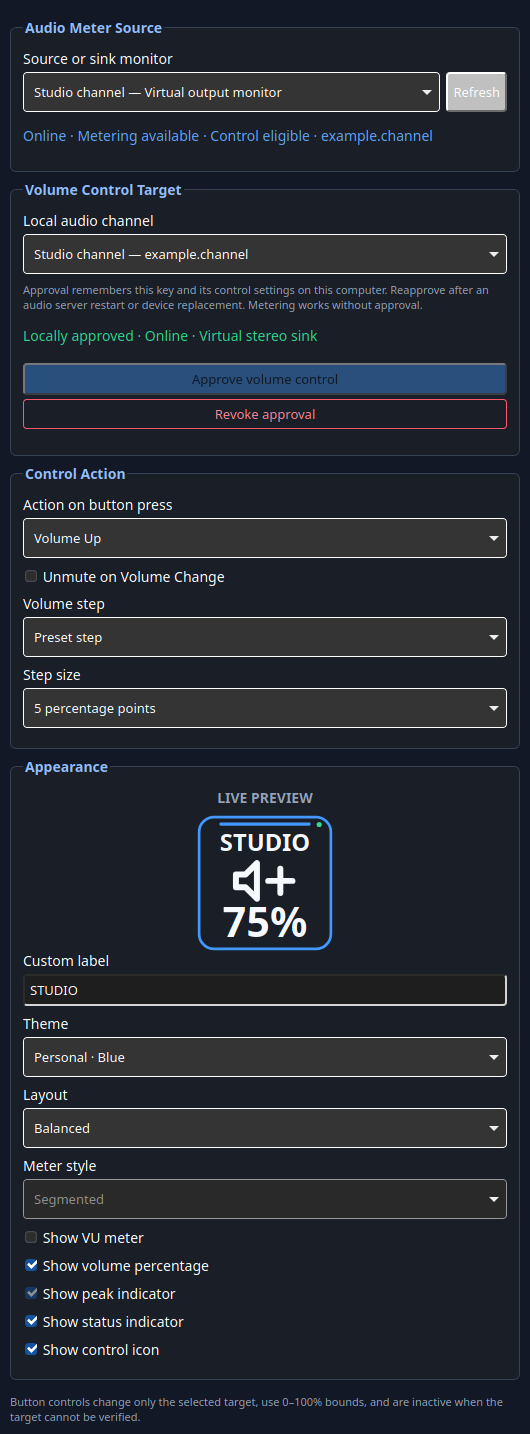 Audio Meter Source
Source or sink monitor
Studio channel — Virtual output monitor
Refresh
Online · Metering available · Control eligible · example.channel
Volume Control Target
Local audio channel
Studio channel — example.channel
Approval remembers this key and its control settings on this computer. Reapprove after an
audio server restart or device replacement. Metering works without approval.
Locally approved · Online · Virtual stereo sink
Approve volume control
Revoke approval
Control Action
Action on button press
Volume Up
Unmute on Volume Change
Volume step
Preset step
Step size
5 percentage points
Appearance
LIVE PREVIEW
STUDIO
75%
Custom label
STUDIO
Theme
Personal · Blue
Layout
Balanced
Meter style
Segmented
Show VU meter
Show volume percentage
Show peak indicator
Show status indicator
Show control icon
Button controls change only the selected target, use 0–100% bounds, and are inactive when the
target cannot be verified.